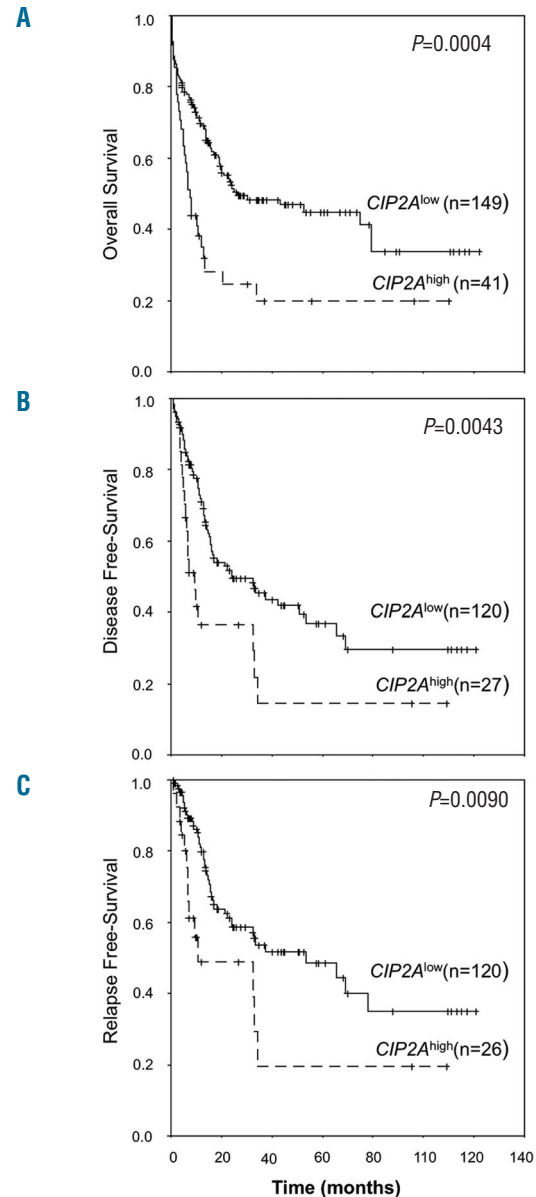 A
Overall Survival
1.0
0.8
0.6
0.4
0.2
0.0
P=0.0004
CIP2Alow (n=149)
CIP2Ahigh (n=41)
B
Disease Free-Survival
1.0
0.8
0.6
0.4
0.2
0.0
P=0.0043
CIP2Alow (n=120)
CIP2Ahigh (n=27)
C
Relapse Free-Survival
1.0
0.8
0.6
0.4
0.2
0.0
P=0.0090
CIP2Alow (n=120)
CIP2Ahigh (n=26)
0 20 40 60 80 100 120 140
Time (months)